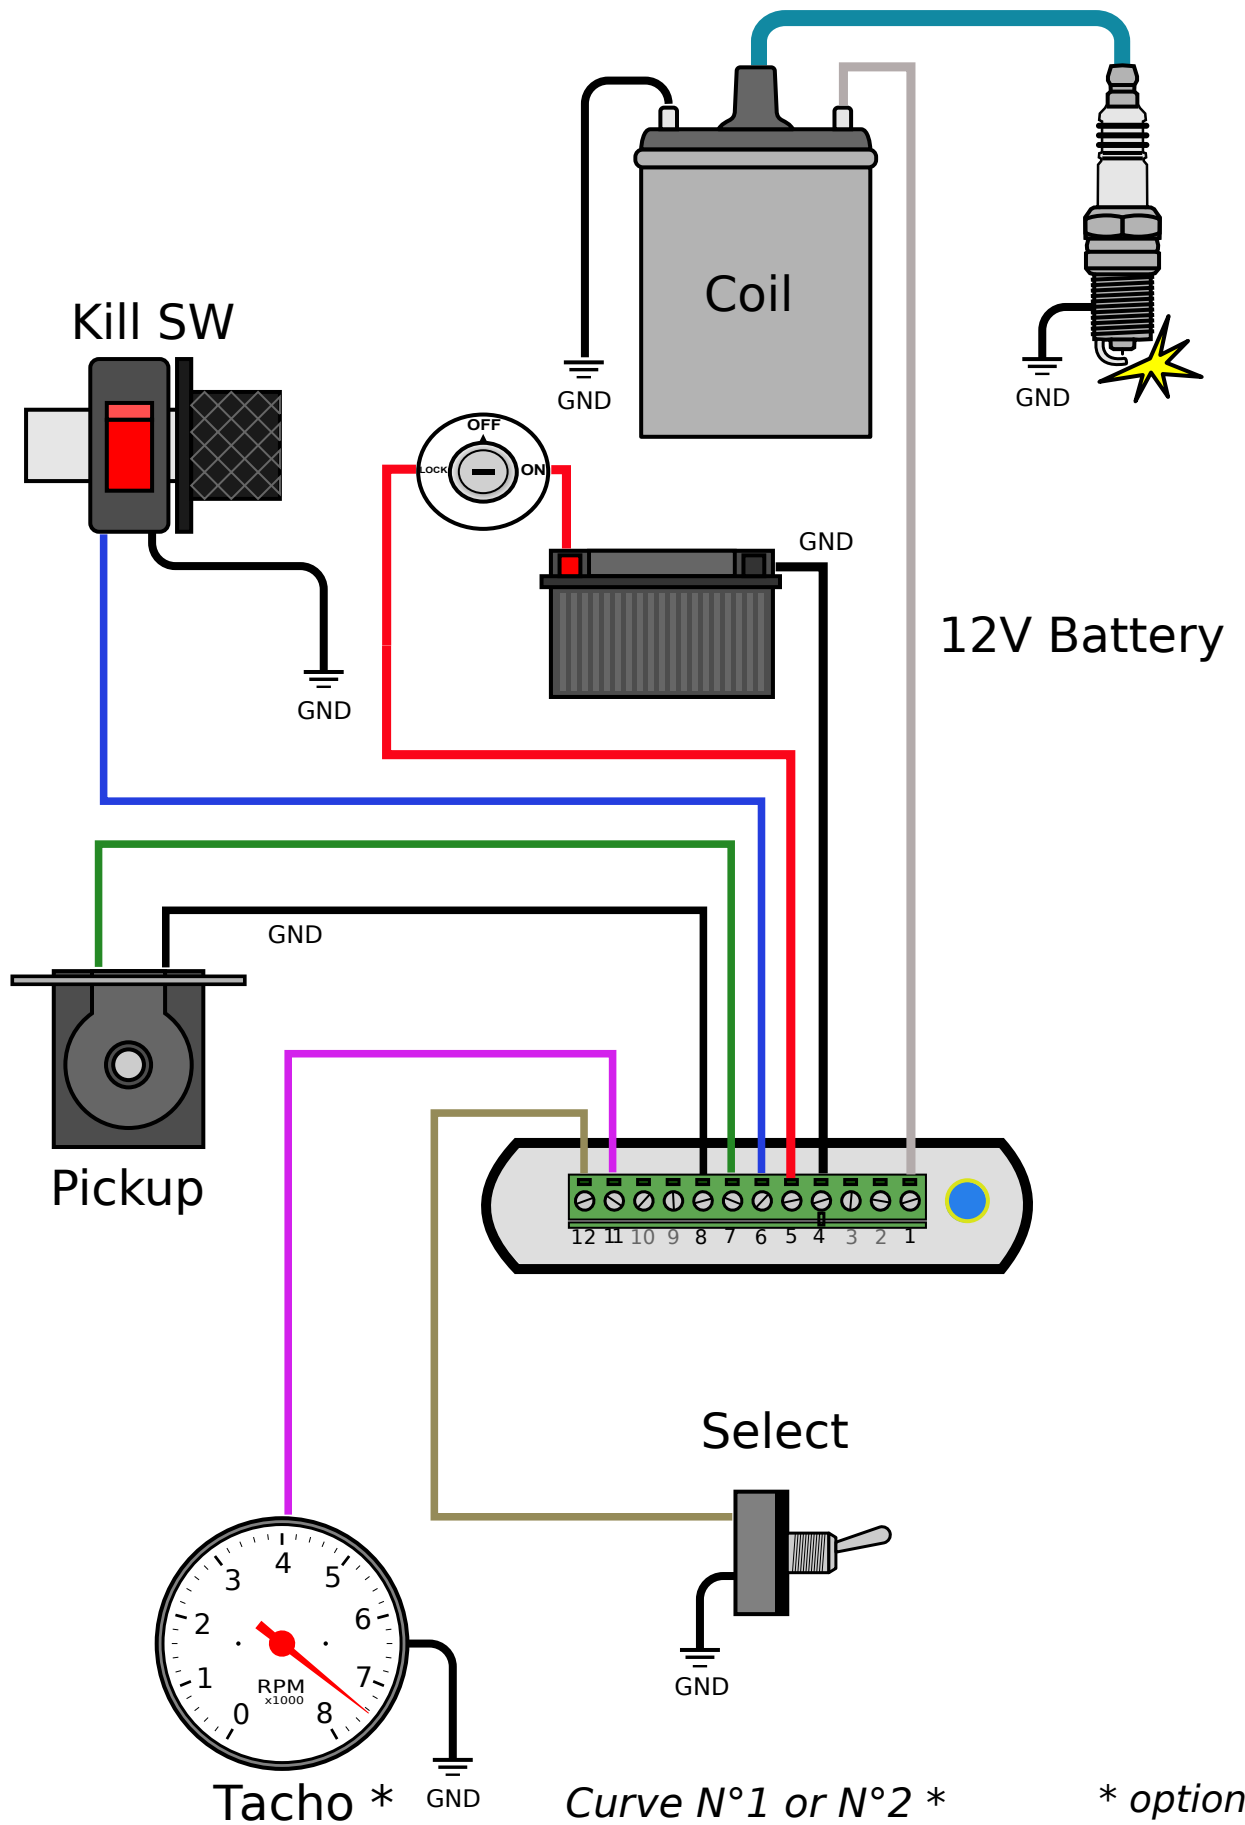 Coil
Kill SW
GND
GND
OFF
LOCK
ON
GND
12V Battery
GND
GND
Pickup
12 11 10 9 8 7 6 5 4 3 2 1
Select
0 1 2 3 4 5 6 7 8
RPM
x1000
GND
Tacho *
GND
Curve N°1 or N°2 *
* option